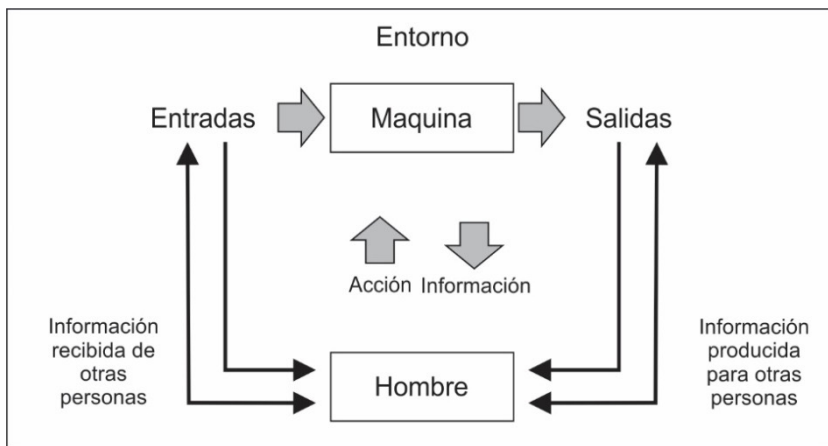 Entorno
Entradas
Maquina
Salidas
Acción
Información
Información
recibida de
otras
personas
Hombre
Información
producida
para otras
personas